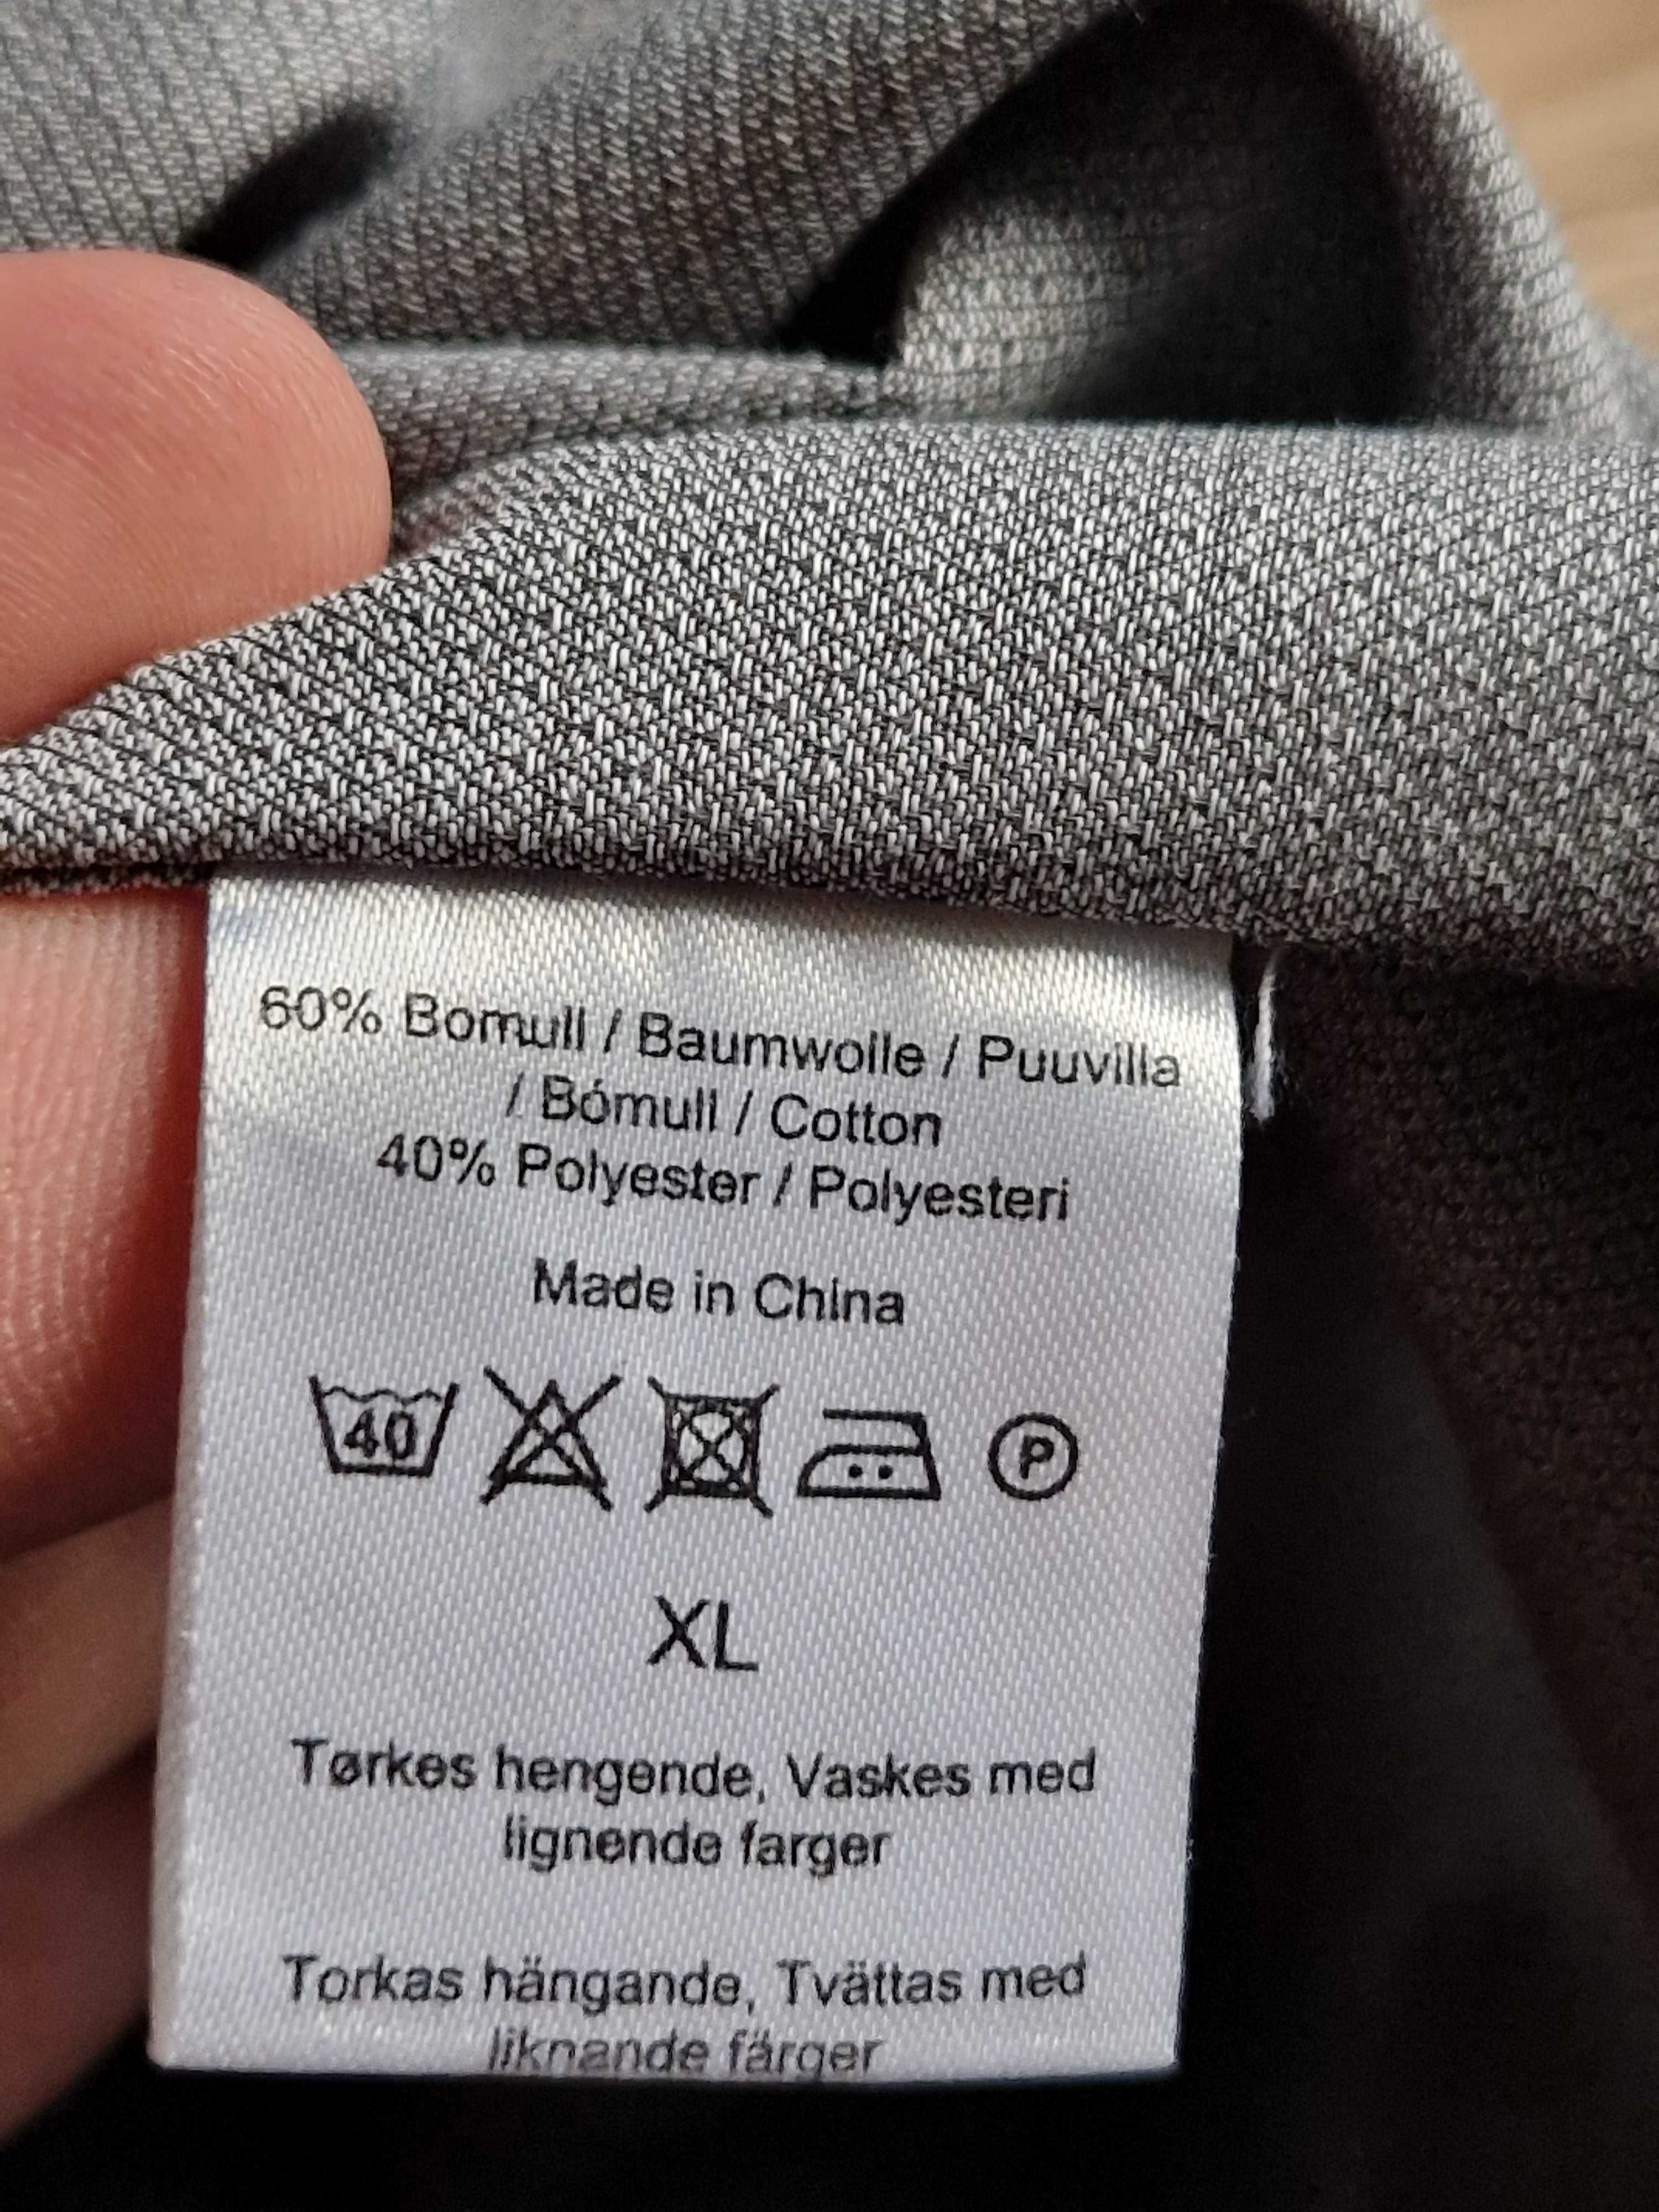 60% Bomull / Baumwolle / Puuvilla
/ Bómull / Cotton
40% Polyester / Polyesteri
Made in China
40
P
XL
Tørkes hengende, Vaskes med
lignende farger
Torkas hängande, Tvättas med
liknande färger